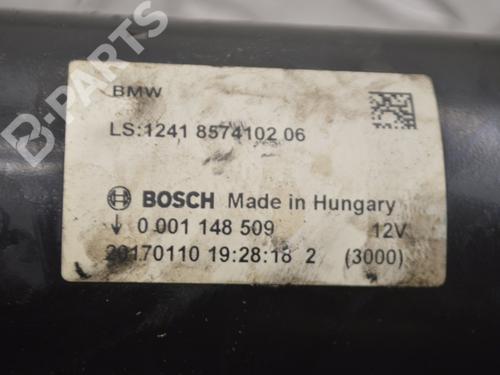 B-PARTS
BMW
LS:1241 8574102 06
BOSCH Made in Hungary
0 001 148 509 12V
20170110 19:28:18 2 (3000)